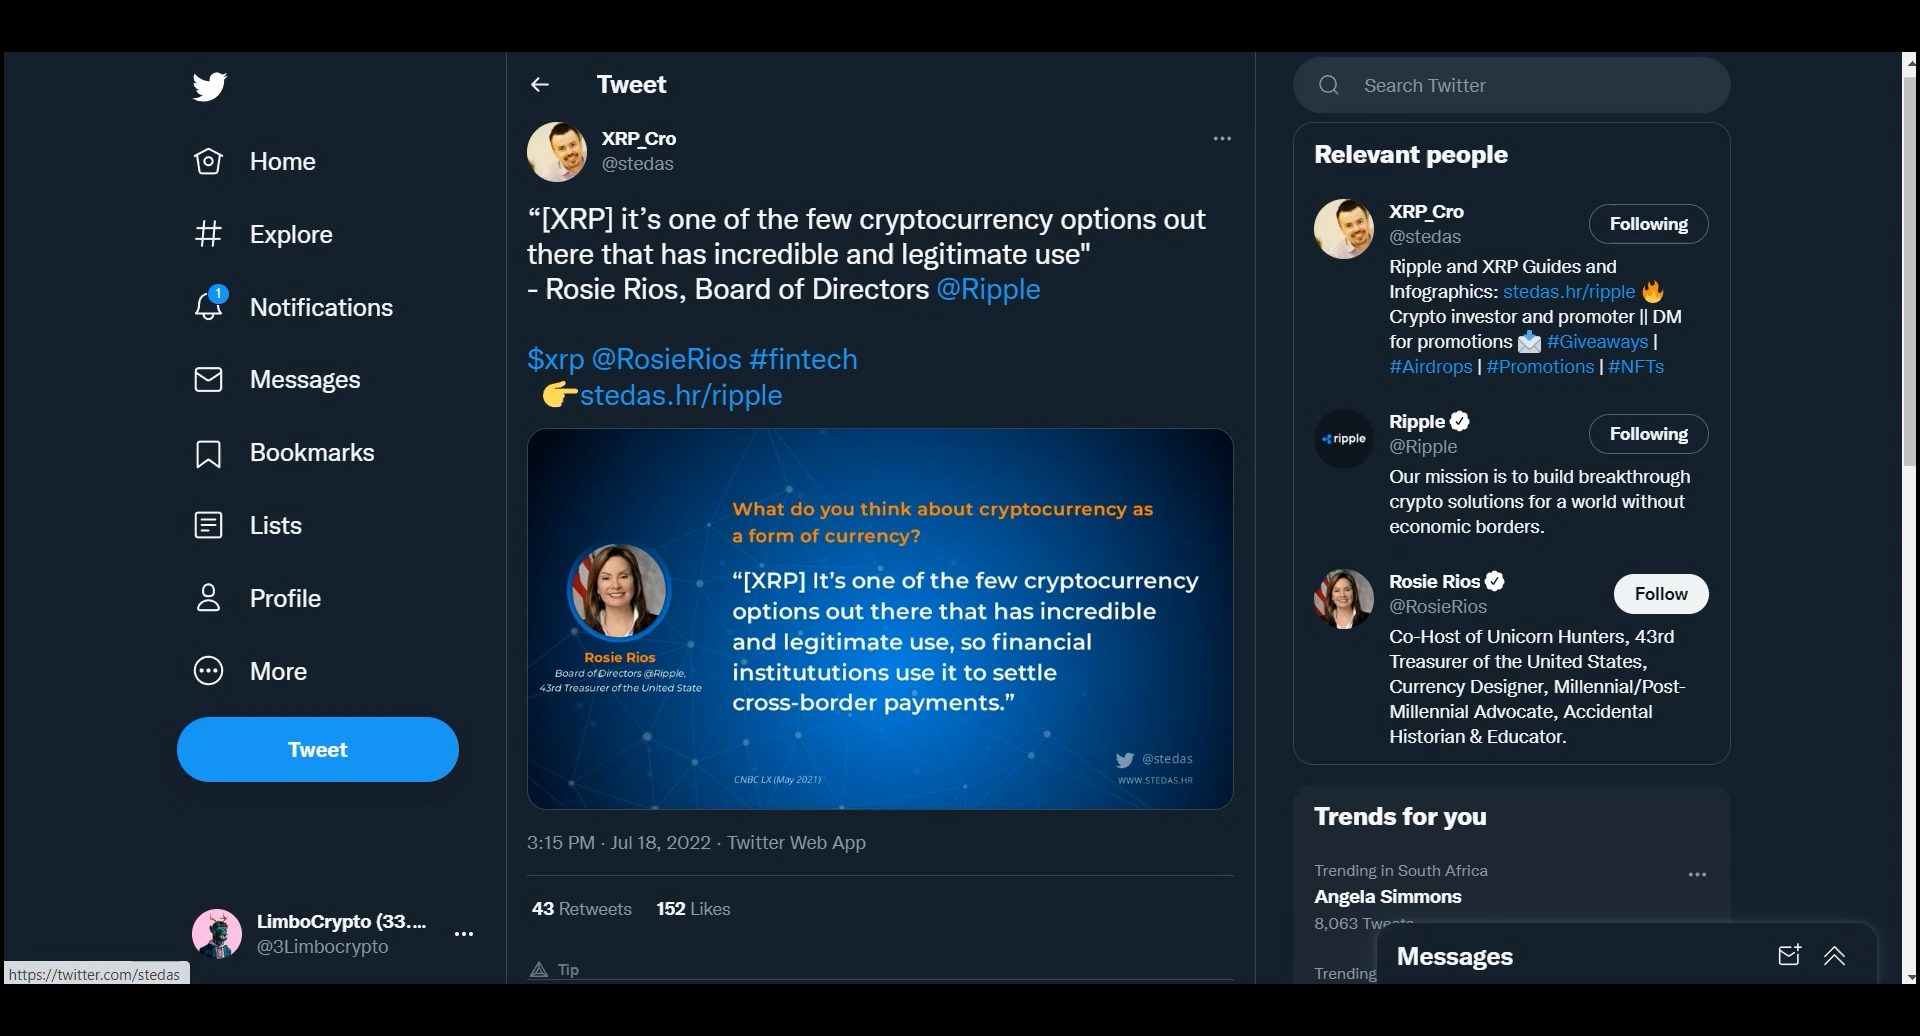 Home
Explore
1
Notifications
Messages
Bookmarks
Lists
Profile
More
Tweet
LimboCrypto (33....
@3Limbocrypto
https://twitter.com/stedas
Tweet
XRP_Cro
@stedas
“[XRP] it’s one of the few cryptocurrency options out
there that has incredible and legitimate use"
- Rosie Rios, Board of Directors @Ripple
$xrp @RosieRios #fintech
stedas.hr/ripple
What do you think about cryptocurrency as
a form of currency?
“[XRP] It’s one of the few cryptocurrency
options out there that has incredible
and legitimate use, so financial
institututions use it to settle
cross-border payments.”
Rosie Rios
Board of Directors @Ripple,
43rd Treasurer of the United State
CNBC LX (May 2021)
@stedas
WWW.STEDAS.HR
3:15 PM · Jul 18, 2022 · Twitter Web App
43 Retweets 152 Likes
Tip
Search Twitter
Relevant people
XRP_Cro
@stedas
Following
Ripple and XRP Guides and
Infographics: stedas.hr/ripple
Crypto investor and promoter || DM
for promotions #Giveaways |
#Airdrops | #Promotions | #NFTs
ripple
Ripple
@Ripple
Following
Our mission is to build breakthrough
crypto solutions for a world without
economic borders.
Rosie Rios
@RosieRios
Follow
Co-Host of Unicorn Hunters, 43rd
Treasurer of the United States,
Currency Designer, Millennial/Post-
Millennial Advocate, Accidental
Historian & Educator.
Trends for you
Trending in South Africa
Angela Simmons
8,063 Tweets
Trending
Messages